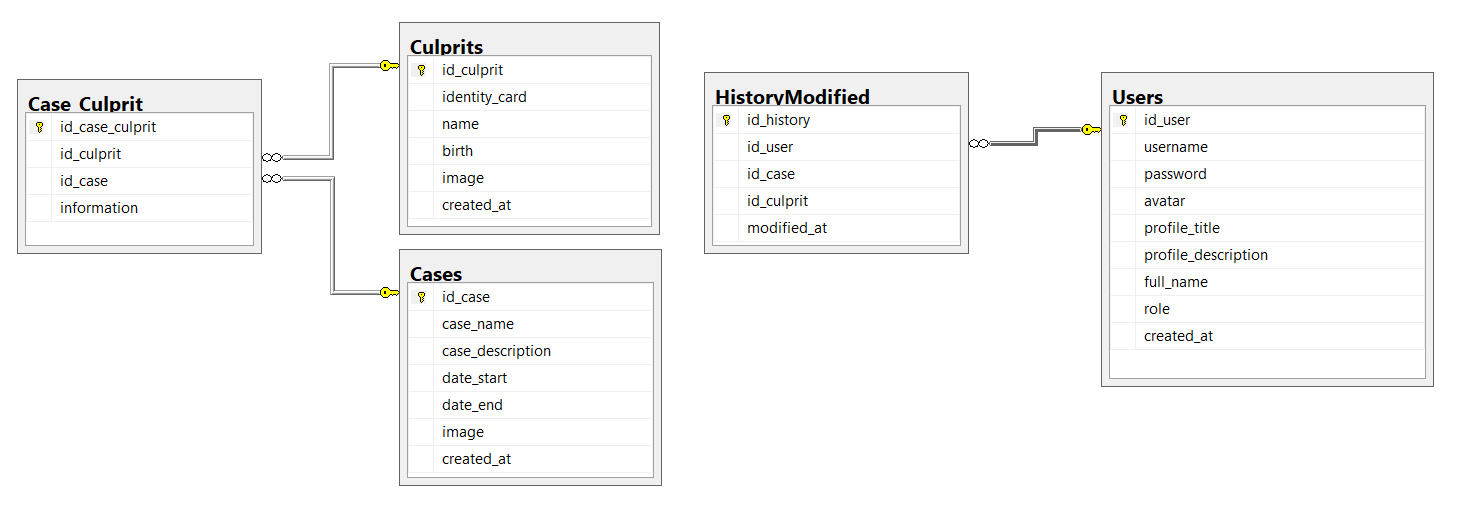 Case_Culprit
id_case_culprit
id_culprit
id_case
information
Culprits
id_culprit
identity_card
name
birth
image
created_at
Cases
id_case
case_name
case_description
date_start
date_end
image
created_at
HistoryModified
id_history
id_user
id_case
id_culprit
modified_at
Users
id_user
username
password
avatar
profile_title
profile_description
full_name
role
created_at